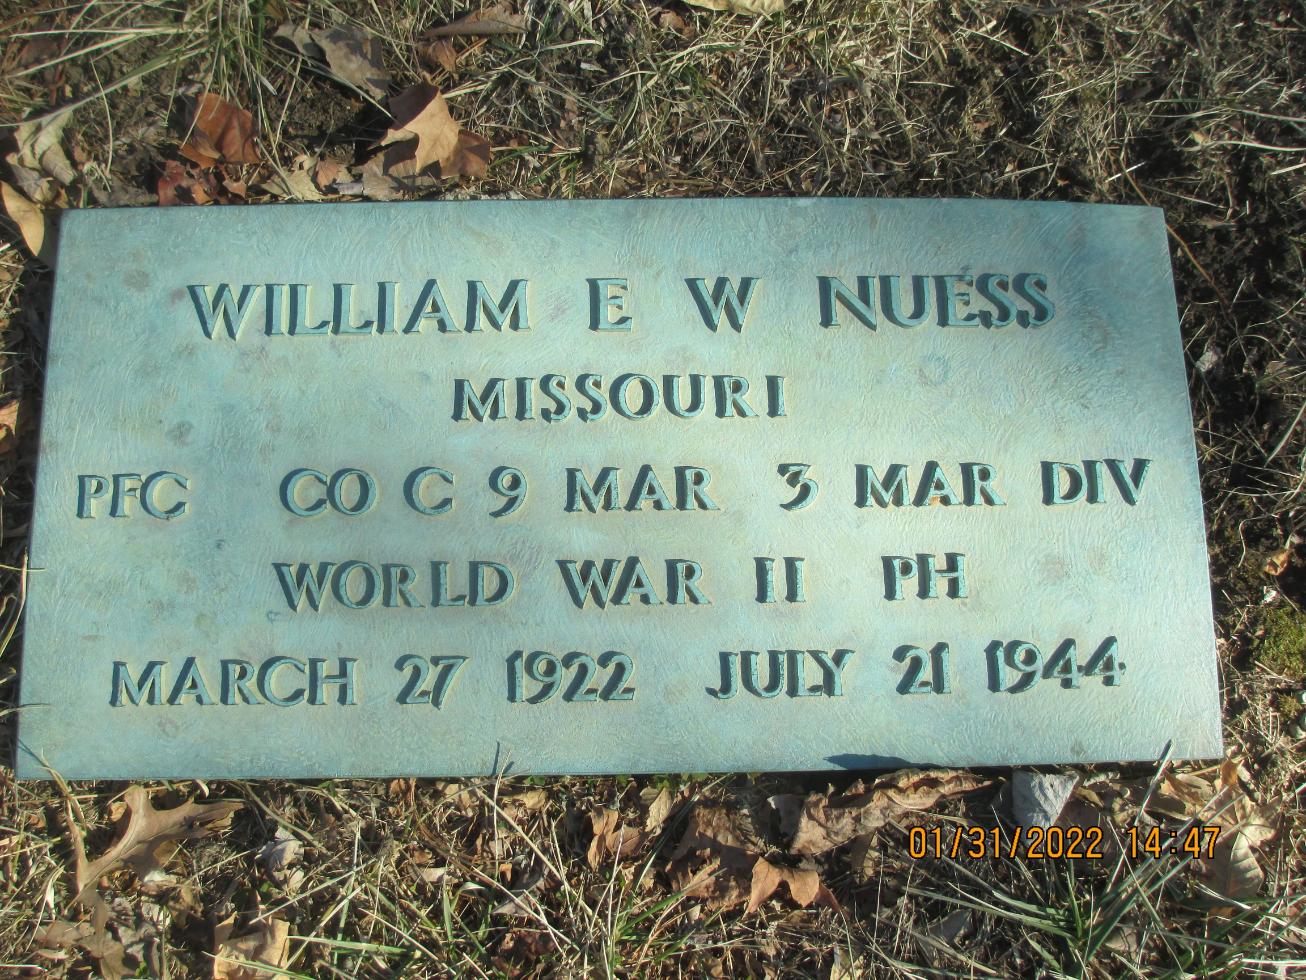 WILLIAM E W NUESS
MISSOURI
PFC CO C 9 MAR 3 MAR DIV
WORLD WAR II PH
MARCH 27 1922 JULY 21 1944
01/31/2022 14:47